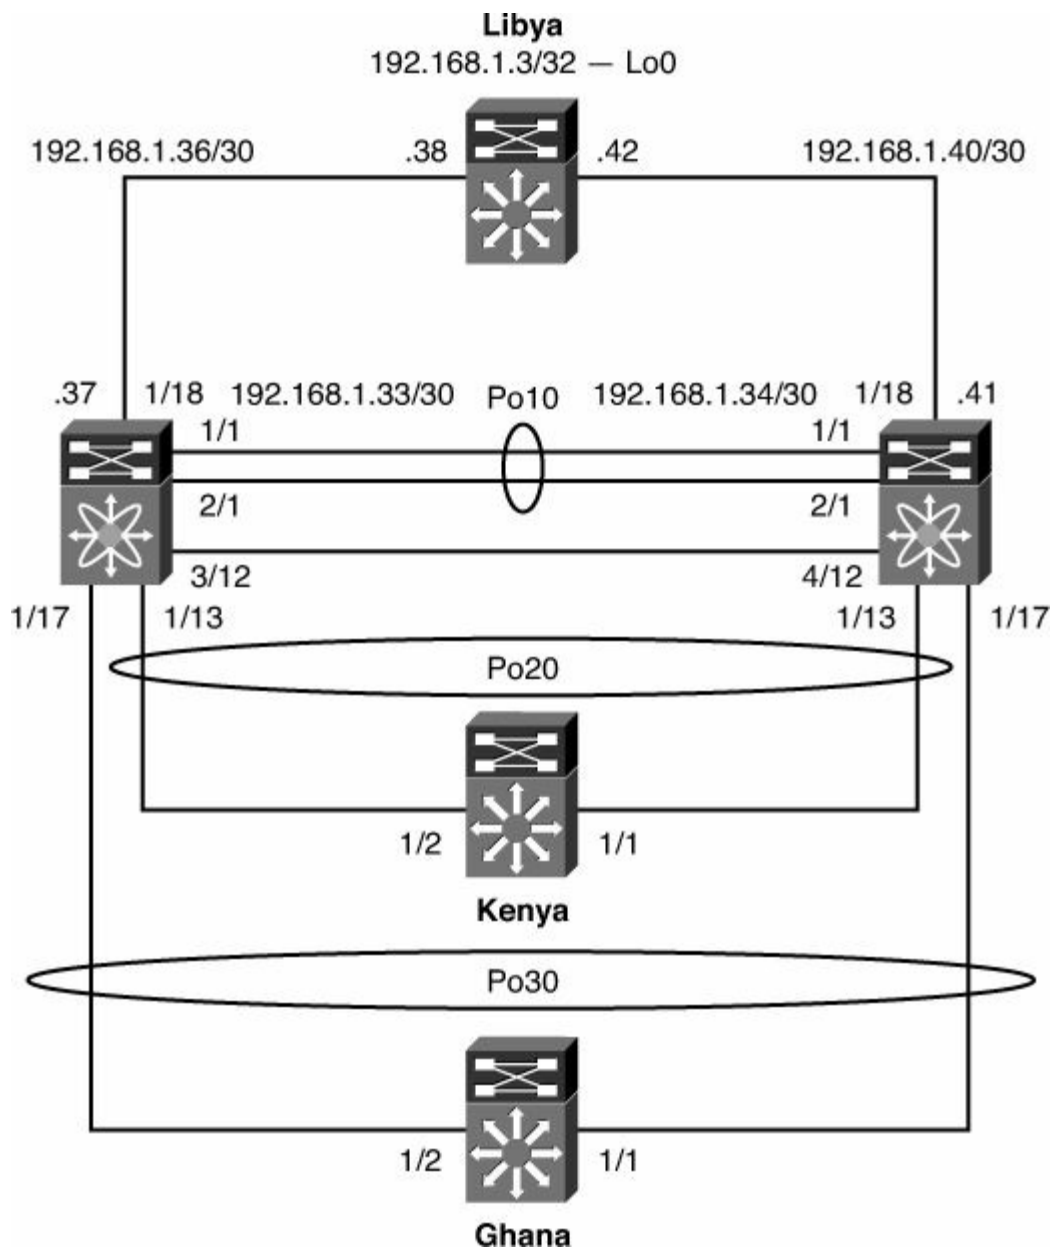 Libya
192.168.1.3/32 — Lo0
192.168.1.36/30 .38 .42 192.168.1.40/30
.37 1/18 192.168.1.33/30 Po10 192.168.1.34/30 1/18 .41
1/1 1/1
2/1 2/1
3/12 4/12
1/17 1/13 1/13 1/17
Po20
1/2 1/1
Kenya
Po30
1/2 1/1
Ghana